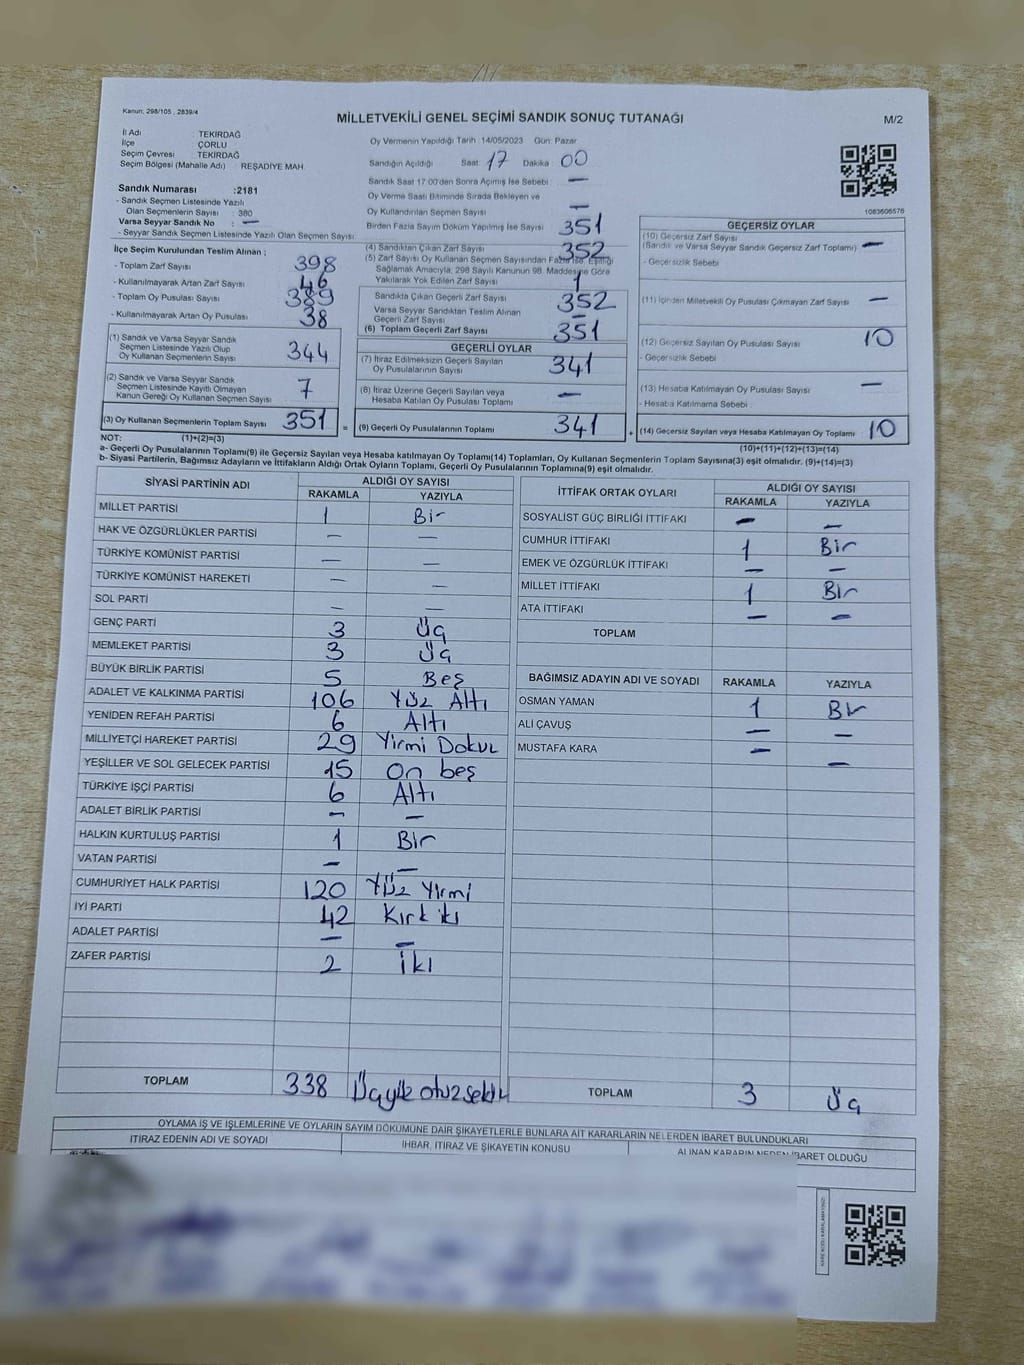 Kanun: 298/105 , 2839/4
MİLLETVEKİLİ GENEL SEÇİMİ SANDIK SONUÇ TUTANAĞI
M/2
İl Adı : TEKİRDAĞ
İlçe : ÇORLU
Seçim Çevresi : TEKİRDAĞ
Seçim Bölgesi (Mahalle Adı) : REŞADİYE MAH.
Sandık Numarası :2181
- Sandık Seçmen Listesinde Yazılı
Olan Seçmenlerin Sayısı : 380
Varsa Seyyar Sandık No : —
- Seyyar Sandık Seçmen Listesinde Yazılı Olan Seçmen Sayısı :
Oy Vermenin Yapıldığı Tarih : 14/05/2023 Gün: Pazar
Sandığın Açıldığı Saat: 17 Dakika : 00
Sandık Saat 17:00'den Sonra Açımış İse Sebebi : —
Oy Verme Saati Bitiminde Sırada Bekleyen ve
Oy Kullandırılan Seçmen Sayısı —
Birden Fazla Sayım Döküm Yapılmış İse Sayısı 351
1083606576
İlçe Seçim Kurulundan Teslim Alınan ;
- Toplam Zarf Sayısı 398
- Kullanılmayarak Artan Zarf Sayısı : 46
- Toplam Oy Pusulası Sayısı 389
- Kullanılmayarak Artan Oy Pusulası : 38
(1) Sandık ve Varsa Seyyar Sandık
Seçmen Listesinde Yazılı Olup
Oy Kullanan Seçmenlerin Sayısı : 344
(2) Sandık ve Varsa Seyyar Sandık
Seçmen Listesinde Kayıtlı Olmayan
Kanun Gereği Oy Kullanan Seçmen Sayısı : 7
(3) Oy Kullanan Seçmenlerin Toplam Sayısı 351 =
(4) Sandıktan Çıkan Zarf Sayısı 352
(5) Zarf Sayısı Oy Kullanan Seçmen Sayısından Fazla İse, Eşitliği
Sağlamak Amacıyla, 298 Sayılı Kanunun 98. Maddesine Göre
Yakılarak Yok Edilen Zarf Sayısı 1
Sandıkta Çıkan Geçerli Zarf Sayısı 352
Varsa Seyyar Sandıktan Teslim Alınan
Geçerli Zarf Sayısı —
(6) Toplam Geçerli Zarf Sayısı 351
GEÇERLİ OYLAR
(7) İtiraz Edilmeksizin Geçerli Sayılan
Oy Pusulalarının Sayısı : 341
(8) İtiraz Üzerine Geçerli Sayılan veya
Hesaba Katılan Oy Pusulası Toplamı —
(9) Geçerli Oy Pusulalarının Toplamı 341 +
GEÇERSİZ OYLAR
(10) Geçersiz Zarf Sayısı
(Sandık ve Varsa Seyyar Sandık Geçersiz Zarf Toplamı) —
- Geçersizlik Sebebi :
(11) İçinden Milletvekili Oy Pusulası Çıkmayan Zarf Sayısı —
(12) Geçersiz Sayılan Oy Pusulası Sayısı 10
- Geçersizlik Sebebi :
(13) Hesaba Katılmayan Oy Pusulası Sayısı —
- Hesaba Katılmama Sebebi :
(14) Geçersiz Sayılan veya Hesaba Katılmayan Oy Toplamı 10
NOT: (1)+(2)=(3) (10)+(11)+(12)+(13)=(14)
a- Geçerli Oy Pusulalarının Toplamı(9) ile Geçersiz Sayılan veya Hesaba Katılmayan oy Toplamı(14) Toplamları, Oy Kullanan Seçmenlerin Toplam Sayısına(3) eşit olmalıdır. (9)+(14)=(3)
b- Siyasi Partilerin, Bağımsız Adayların ve İttifakların Aldığı Ortak Oyların Toplamı, Geçerli Oy Pusulalarının Toplamına(9) eşit olmalıdır.
SİYASİ PARTİNİN ADI ALDIĞI OY SAYISI
RAKAMLA YAZIYLA
MİLLET PARTİSİ 1 Bir
HAK VE ÖZGÜRLÜKLER PARTİSİ — —
TÜRKİYE KOMÜNİST PARTİSİ — —
TÜRKİYE KOMÜNİST HAREKETİ — —
SOL PARTİ — —
GENÇ PARTİ 3 Üç
MEMLEKET PARTİSİ 3 Üç
BÜYÜK BİRLİK PARTİSİ 5 Beş
ADALET VE KALKINMA PARTİSİ 106 Yüz Altı
YENİDEN REFAH PARTİSİ 6 Altı
MİLLİYETÇİ HAREKET PARTİSİ 29 Yirmi Dokuz
YEŞİLLER VE SOL GELECEK PARTİSİ 15 On beş
TÜRKİYE İŞÇİ PARTİSİ 6 Altı
ADALET BİRLİK PARTİSİ — —
HALKIN KURTULUŞ PARTİSİ 1 Bir
VATAN PARTİSİ — —
CUMHURİYET HALK PARTİSİ 120 Yüz Yirmi
İYİ PARTİ 42 Kırk iki
ADALET PARTİSİ — —
ZAFER PARTİSİ 2 İki
TOPLAM 338 Üçyüz otuz sekiz
İTTİFAK ORTAK OYLARI ALDIĞI OY SAYISI
RAKAMLA YAZIYLA
SOSYALİST GÜÇ BİRLİĞİ İTTİFAKI — —
CUMHUR İTTİFAKI 1 Bir
EMEK VE ÖZGÜRLÜK İTTİFAKI — —
MİLLET İTTİFAKI 1 Bir
ATA İTTİFAKI — —
TOPLAM
BAĞIMSIZ ADAYIN ADI VE SOYADI RAKAMLA YAZIYLA
OSMAN YAMAN 1 Bir
ALİ ÇAVUŞ — —
MUSTAFA KARA — —
TOPLAM 3 Üç
OYLAMA İŞ VE İŞLEMLERİNE VE OYLARIN SAYIM DÖKÜMÜNE DAİR ŞİKAYETLERLE BUNLARA AİT KARARLARIN NELERDEN İBARET BULUNDUKLARI
İTİRAZ EDENİN ADI VE SOYADI İHBAR, İTİRAZ VE ŞİKAYETİN KONUSU ALINAN KARARIN NEDEN İBARET OLDUĞU